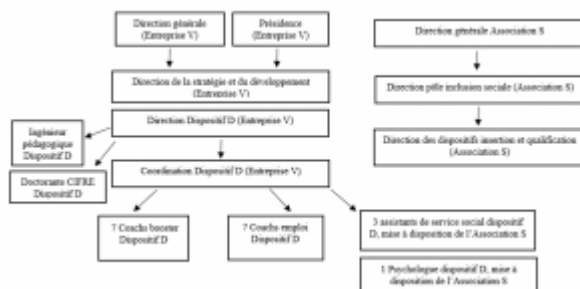 Direction générale
(Entreprise V)
Présidence
(Entreprise V)
Direction générale Association S
Direction de la stratégie et du développement
(Entreprise V)
Direction pôle inclusion sociale (Association S)
Direction Dispositif D (Entreprise V)
Ingénieur
pédagogique
Dispositif D
Direction des dispositifs insertion et qualification
(Association S)
Doctorante CIFRE
Dispositif D
Coordination Dispositif D (Entreprise V)
7 Coachs booster
Dispositif D
7 Coachs emploi
Dispositif D
3 assistants de service social dispositif
D, mise à disposition de l'Association S
1 Psychologue dispositif D, mise à
disposition de l'Association S